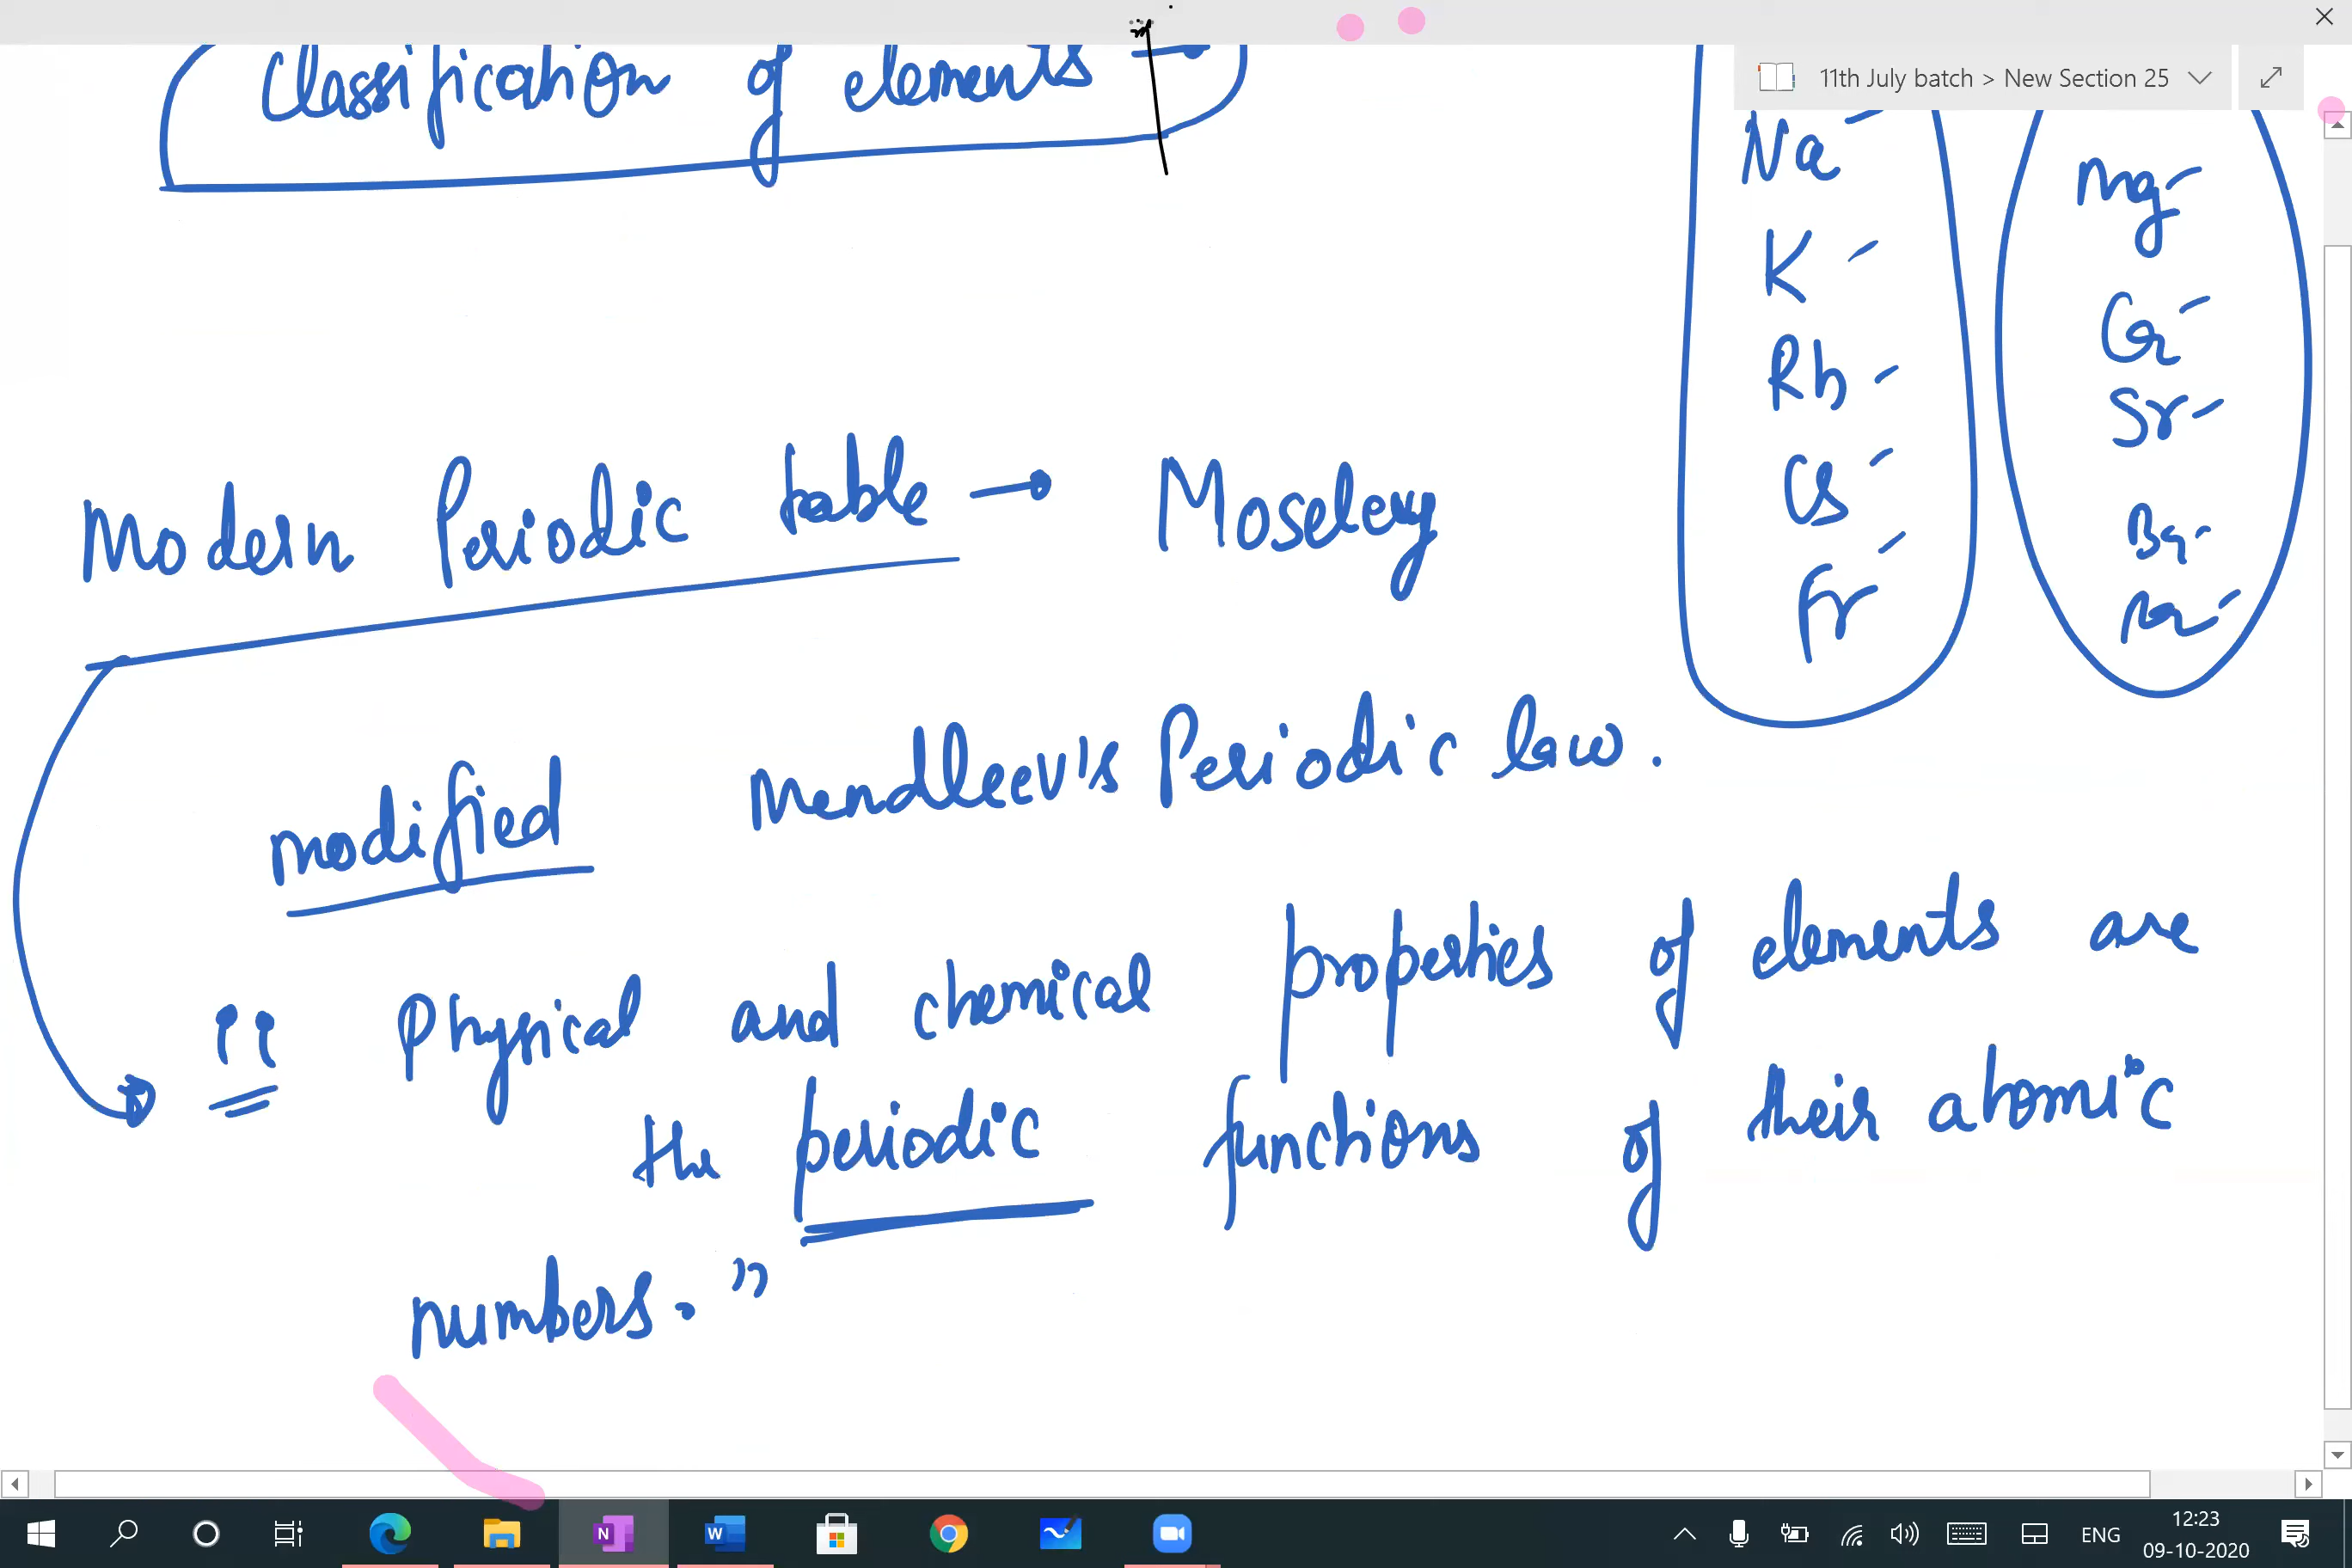 Classification of elements
11th July batch > New Section 25
Na
K
Rb
Cs
Fr
Mg
Ca
Sr
Ba
Ra
Modern Periodic table → Moseley
modified Mendleev's Periodic law.
" Physical and chemical properties of elements are
the periodic functions of their atomic
numbers."
N
W
ENG
12:23
09-10-2020